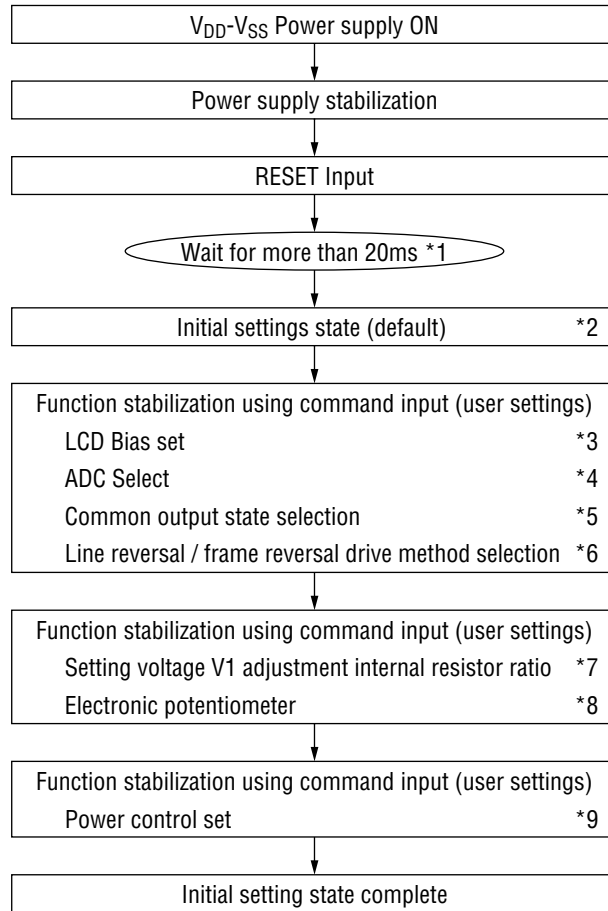 VDD-VSS Power supply ON
Power supply stabilization
RESET Input
Wait for more than 20ms *1
Initial settings state (default) *2
Function stabilization using command input (user settings)
LCD Bias set *3
ADC Select *4
Common output state selection *5
Line reversal / frame reversal drive method selection *6
Function stabilization using command input (user settings)
Setting voltage V1 adjustment internal resistor ratio *7
Electronic potentiometer *8
Function stabilization using command input (user settings)
Power control set *9
Initial setting state complete